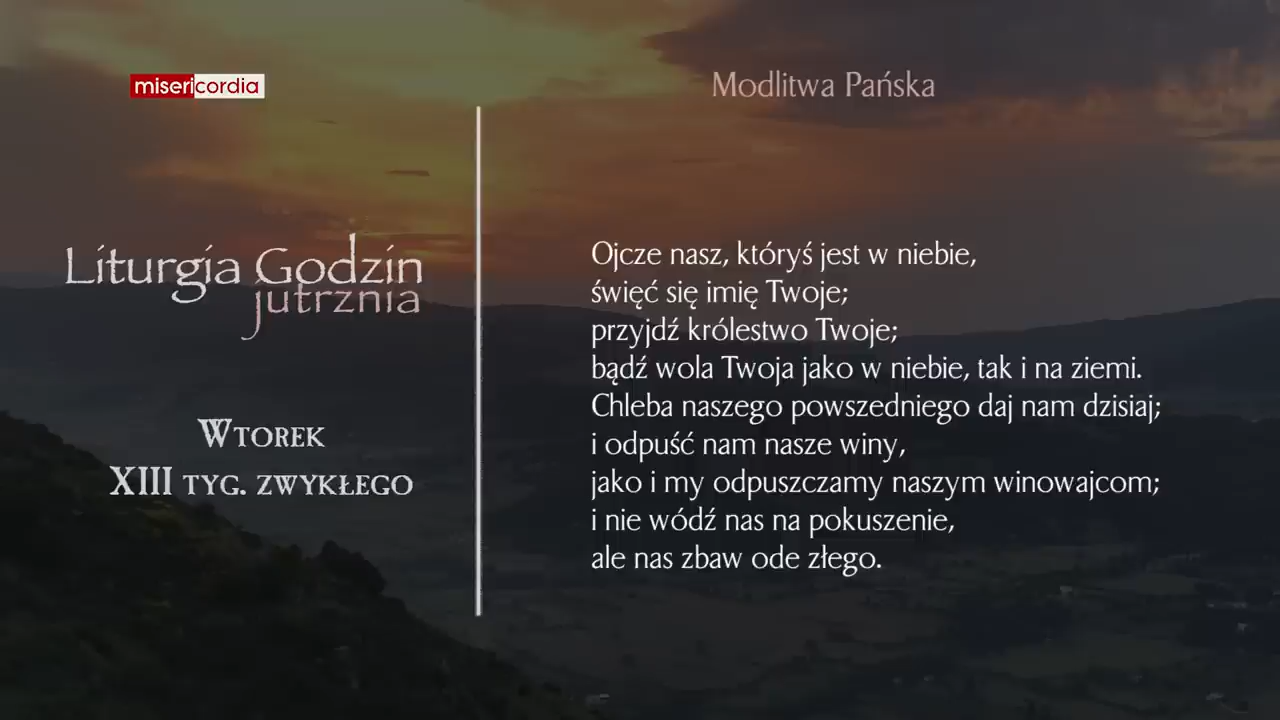 misericordia
Liturgia Godzin
jutrznia
Wtorek
XIII tyg. zwykłego
Modlitwa Pańska
Ojcze nasz, któryś jest w niebie,
święć się imię Twoje;
przyjdź królestwo Twoje;
bądź wola Twoja jako w niebie, tak i na ziemi.
Chleba naszego powszedniego daj nam dzisiaj;
i odpuść nam nasze winy,
jako i my odpuszczamy naszym winowajcom;
i nie wódź nas na pokuszenie,
ale nas zbaw ode złego.